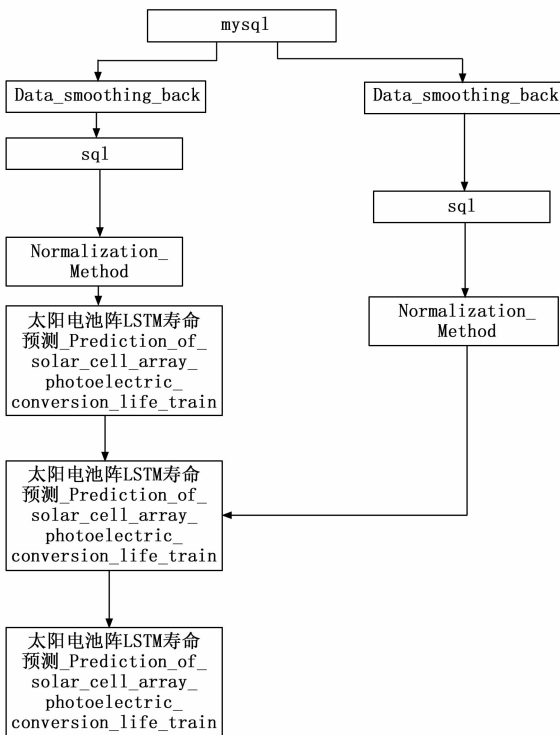 mysql
Data_smoothing_back
Data_smoothing_back
sql
sql
Normalization_
Method
Normalization_
Method
太阳电池阵LSTM寿命
预测_Prediction_of_
solar_cell_array_
photoelectric_
conversion_life_train
太阳电池阵LSTM寿命
预测_Prediction_of_
solar_cell_array_
photoelectric_
conversion_life_train
太阳电池阵LSTM寿命
预测_Prediction_of_
solar_cell_array_
photoelectric_
conversion_life_train